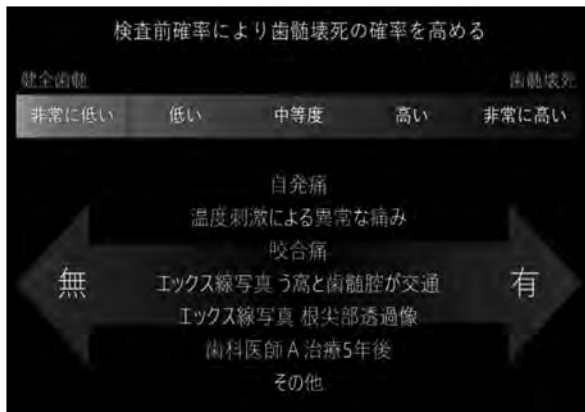 検査前確率により歯髄壊死の確率を高める
健全歯髄 歯髄壊死
非常に低い 低い 中等度 高い 非常に高い
自発痛
温度刺激による異常な痛み
咬合痛
無 エックス線写真 う窩と歯髄腔が交通 有
エックス線写真 根尖部透過像
歯科医師 A 治療5年後
その他